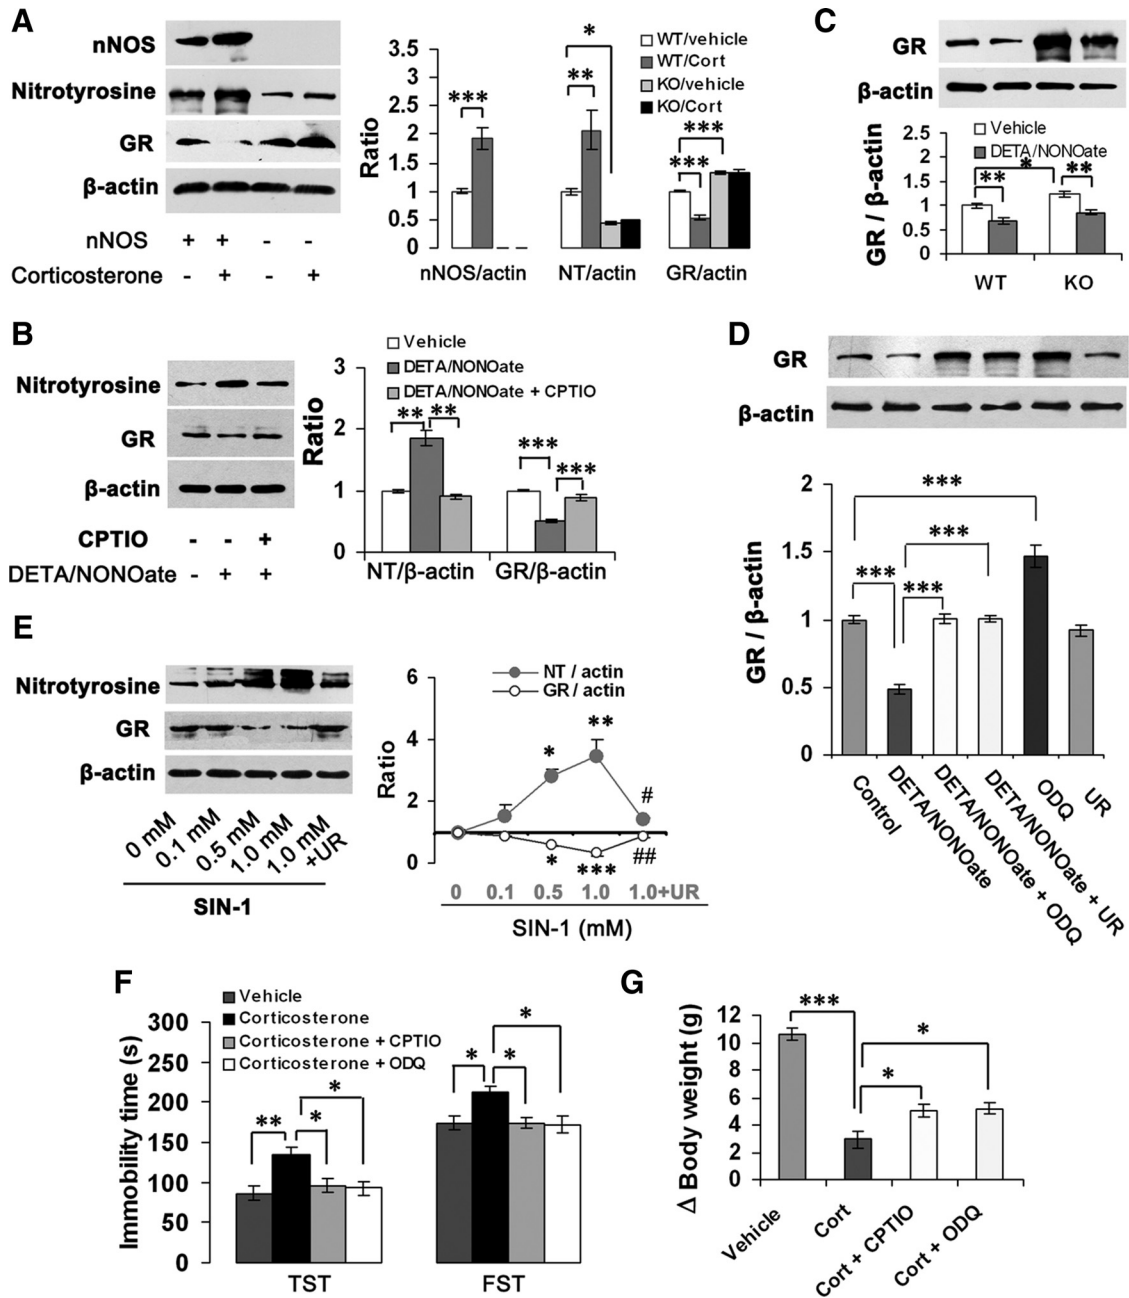 A
nNOS
Nitrotyrosine
GR
β-actin
nNOS + + - -
Corticosterone - + - +
3.5
3
2.5
2
1.5
1
0.5
0
Ratio
WT/vehicle
WT/Cort
KO/vehicle
KO/Cort
***
**
*
***
***
nNOS/actin NT/actin GR/actin
C
GR
β-actin
GR / β-actin
2.5
2
1.5
1
0.5
0
Vehicle
DETA/NONOate
*
**
**
WT KO
B
Nitrotyrosine
GR
β-actin
CPTIO - - +
DETA/NONOate - + +
Ratio
3
2
1
0
Vehicle
DETA/NONOate
DETA/NONOate + CPTIO
** **
***
***
NT/β-actin GR/β-actin
D
GR
β-actin
GR / β-actin
2
1.5
1
0.5
0
***
***
***
***
Control
DETA/NONOate
DETA/NONOate + ODQ
DETA/NONOate + UR
ODQ
UR
E
Nitrotyrosine
GR
β-actin
0 mM
0.1 mM
0.5 mM
1.0 mM
1.0 mM
+UR
SIN-1
Ratio
6
4
2
0
NT / actin
GR / actin
*
**
#
*
***
##
0 0.1 0.5 1.0 1.0+UR
SIN-1 (mM)
F
Vehicle
Corticosterone
Corticosterone + CPTIO
Corticosterone + ODQ
Immobility time (s)
300
250
200
150
100
50
0
**
*
*
*
*
*
TST FST
G
Δ Body weight (g)
12
10
8
6
4
2
0
***
*
*
Vehicle
Cort
Cort + CPTIO
Cort + ODQ